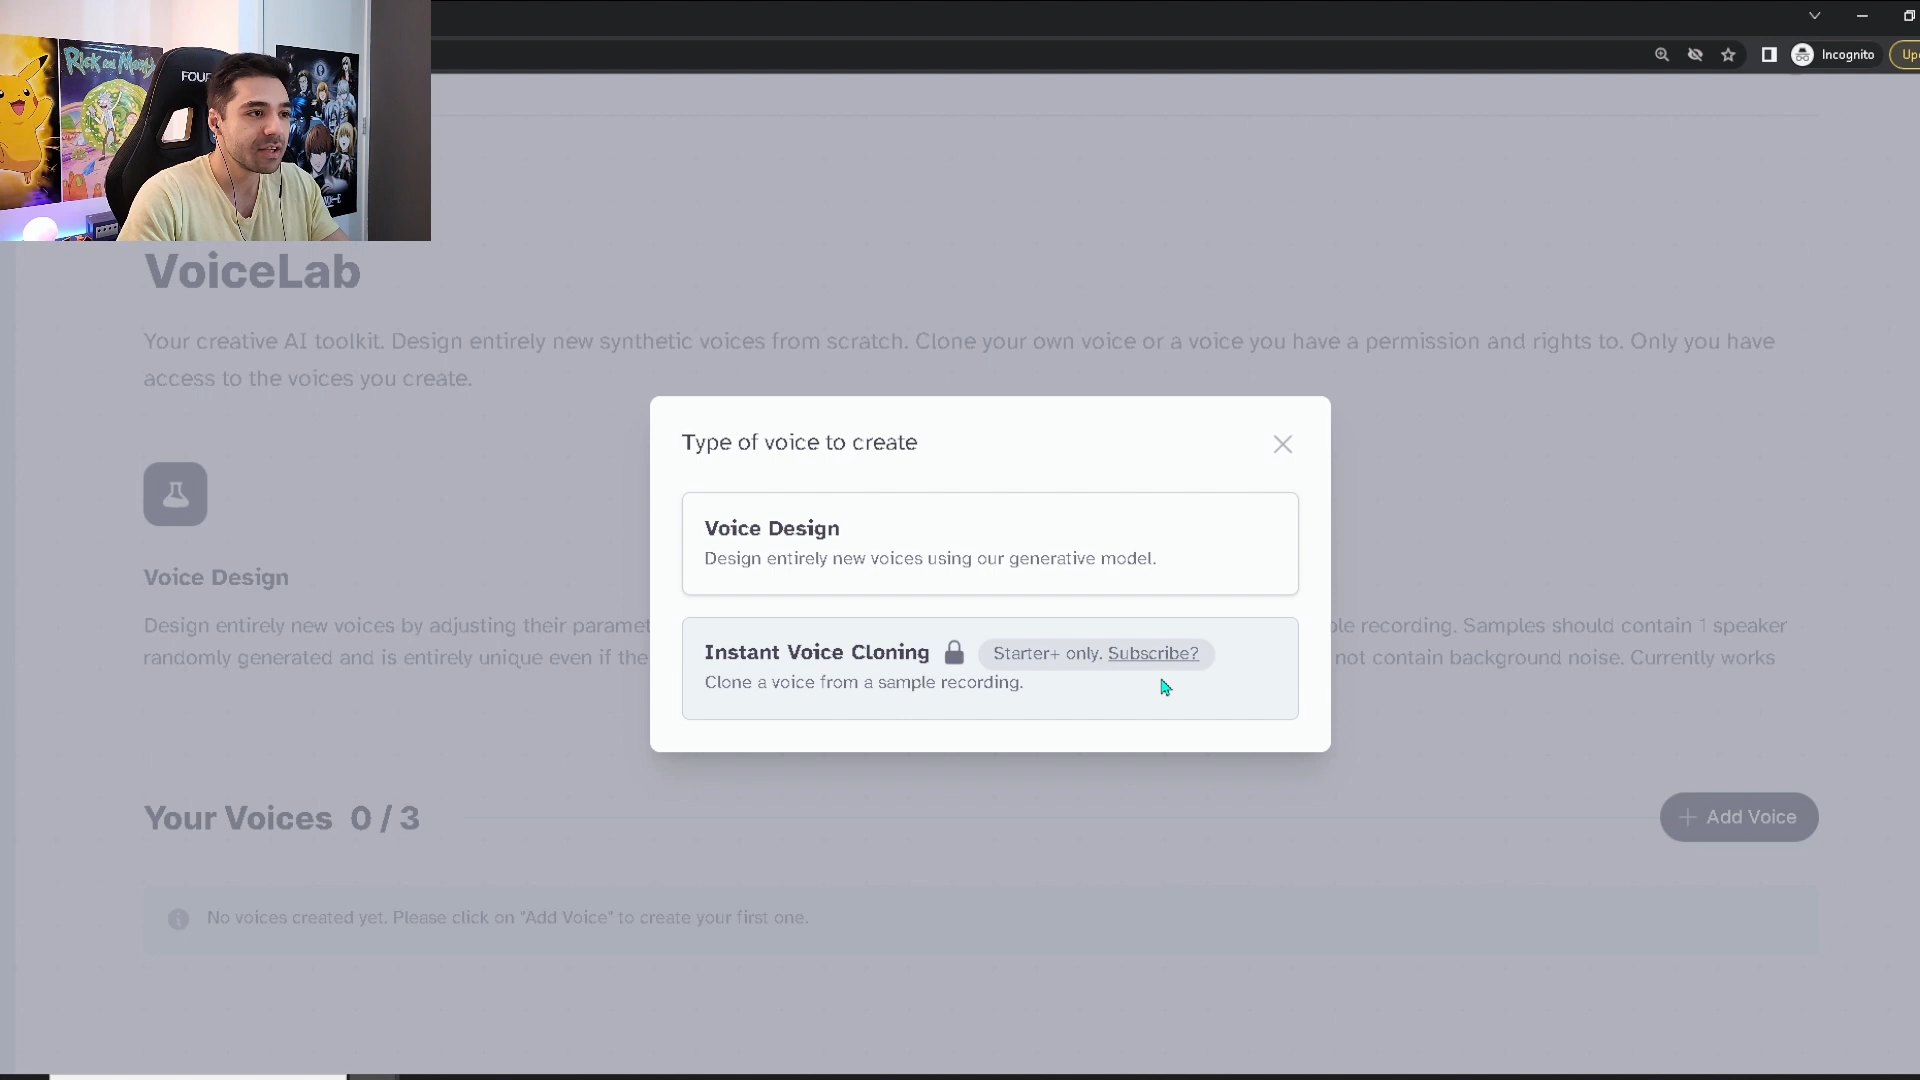 Rick and Morty
FOUR
Incognito
VoiceLab
Your creative AI toolkit. Design entirely new synthetic voices from scratch. Clone your own voice or a voice you have a permission and rights to. Only you have
access to the voices you create.
Type of voice to create
Voice Design
Design entirely new voices using our generative model.
Voice Design
Design entirely new voices by adjusting their paramet
ple recording. Samples should contain 1 speaker
randomly generated and is entirely unique even if the
not contain background noise. Currently works
Instant Voice Cloning
Starter+ only. Subscribe?
Clone a voice from a sample recording.
Your Voices 0 / 3
+ Add Voice
No voices created yet. Please click on "Add Voice" to create your first one.